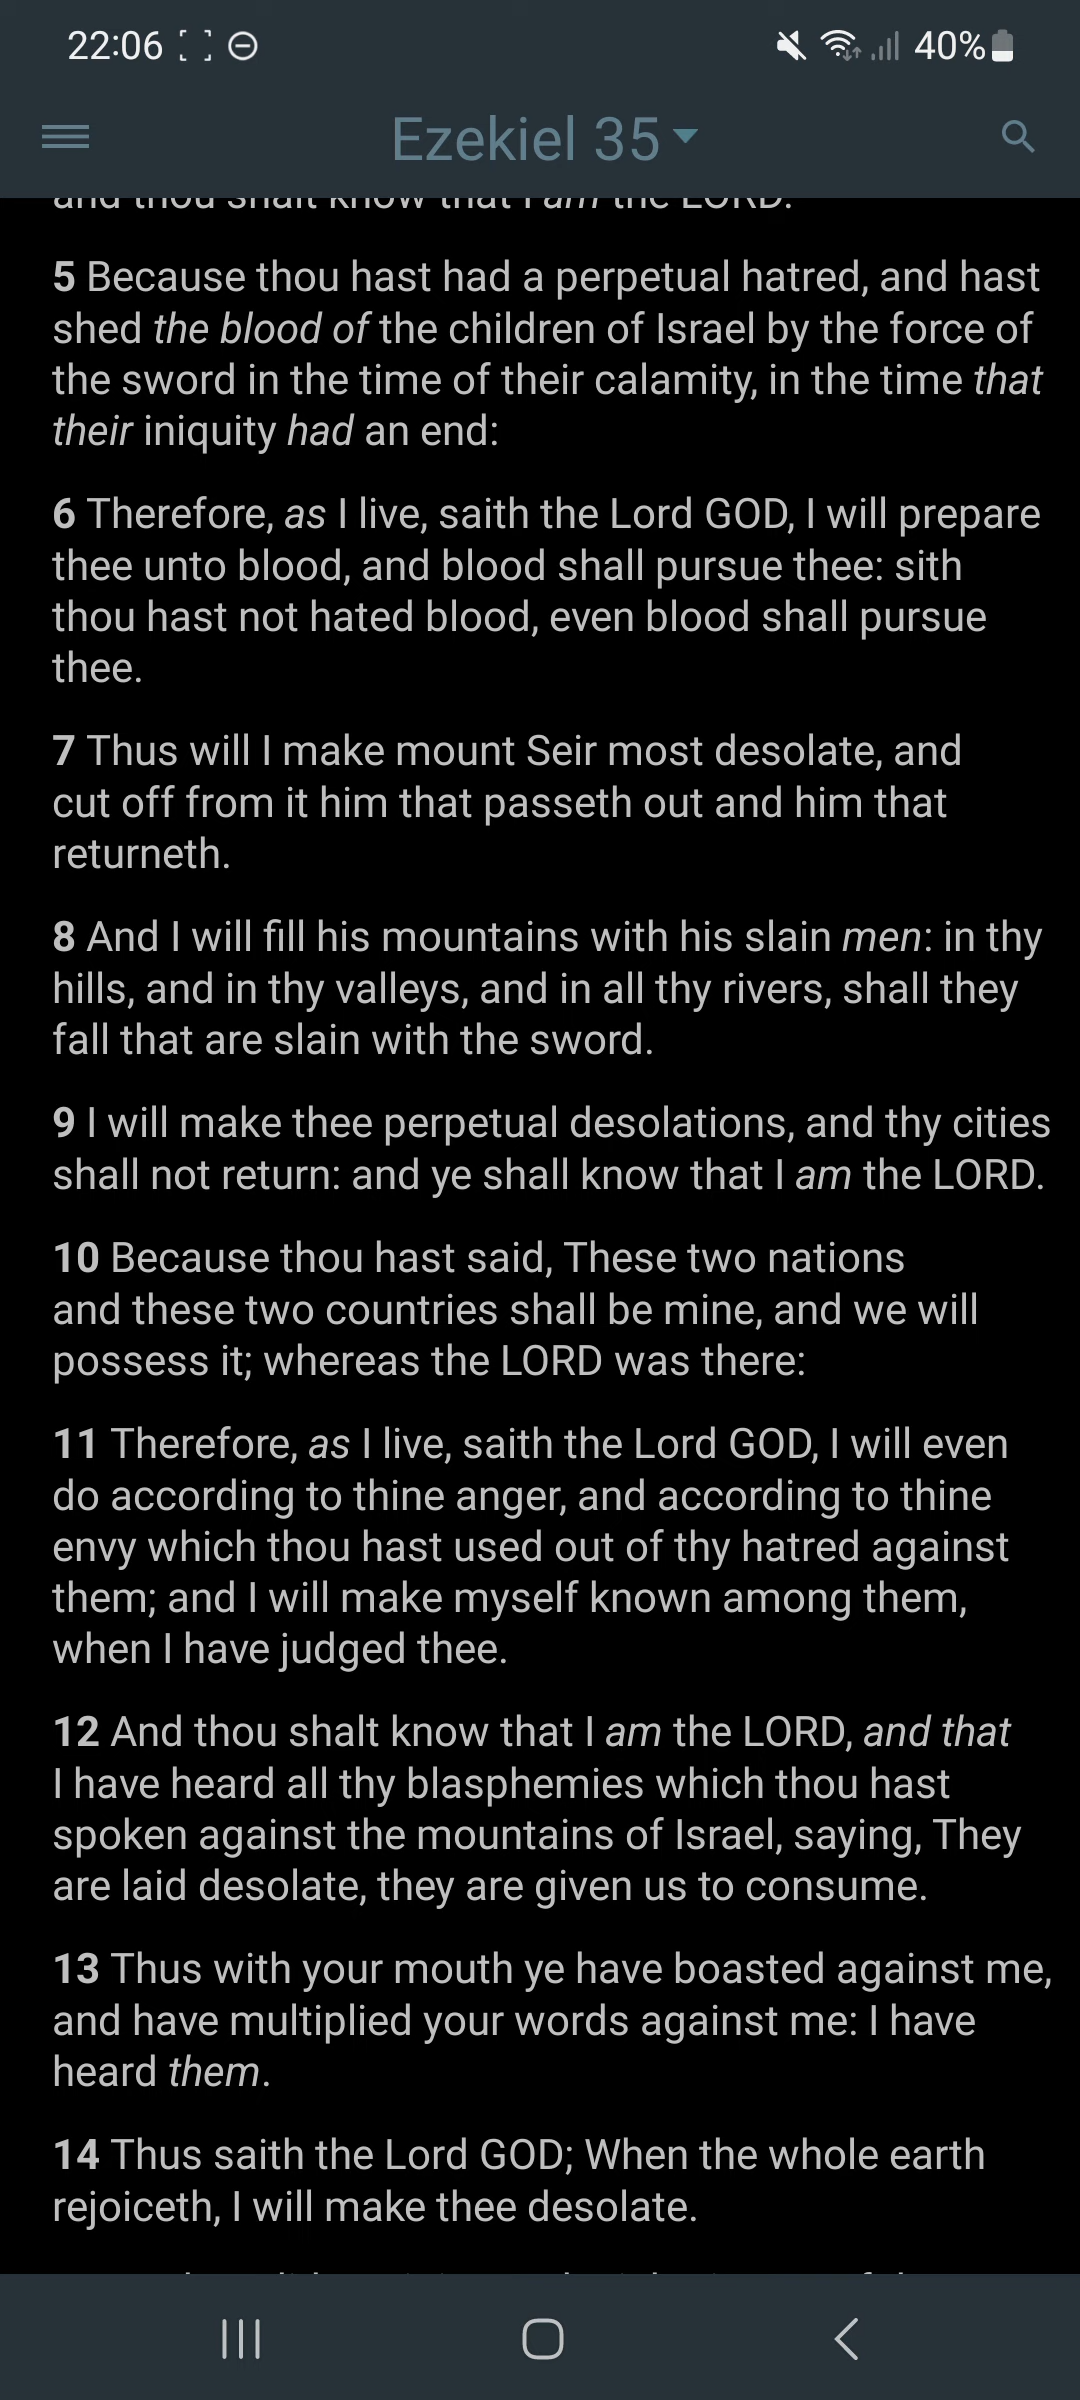 22:06
40%
Ezekiel 35
and thou shalt know that I am the LORD.
5 Because thou hast had a perpetual hatred, and hast
shed the blood of the children of Israel by the force of
the sword in the time of their calamity, in the time that
their iniquity had an end:
6 Therefore, as I live, saith the Lord GOD, I will prepare
thee unto blood, and blood shall pursue thee: sith
thou hast not hated blood, even blood shall pursue
thee.
7 Thus will I make mount Seir most desolate, and
cut off from it him that passeth out and him that
returneth.
8 And I will fill his mountains with his slain men: in thy
hills, and in thy valleys, and in all thy rivers, shall they
fall that are slain with the sword.
9 I will make thee perpetual desolations, and thy cities
shall not return: and ye shall know that I am the LORD.
10 Because thou hast said, These two nations
and these two countries shall be mine, and we will
possess it; whereas the LORD was there:
11 Therefore, as I live, saith the Lord GOD, I will even
do according to thine anger, and according to thine
envy which thou hast used out of thy hatred against
them; and I will make myself known among them,
when I have judged thee.
12 And thou shalt know that I am the LORD, and that
I have heard all thy blasphemies which thou hast
spoken against the mountains of Israel, saying, They
are laid desolate, they are given us to consume.
13 Thus with your mouth ye have boasted against me,
and have multiplied your words against me: I have
heard them.
14 Thus saith the Lord GOD; When the whole earth
rejoiceth, I will make thee desolate.